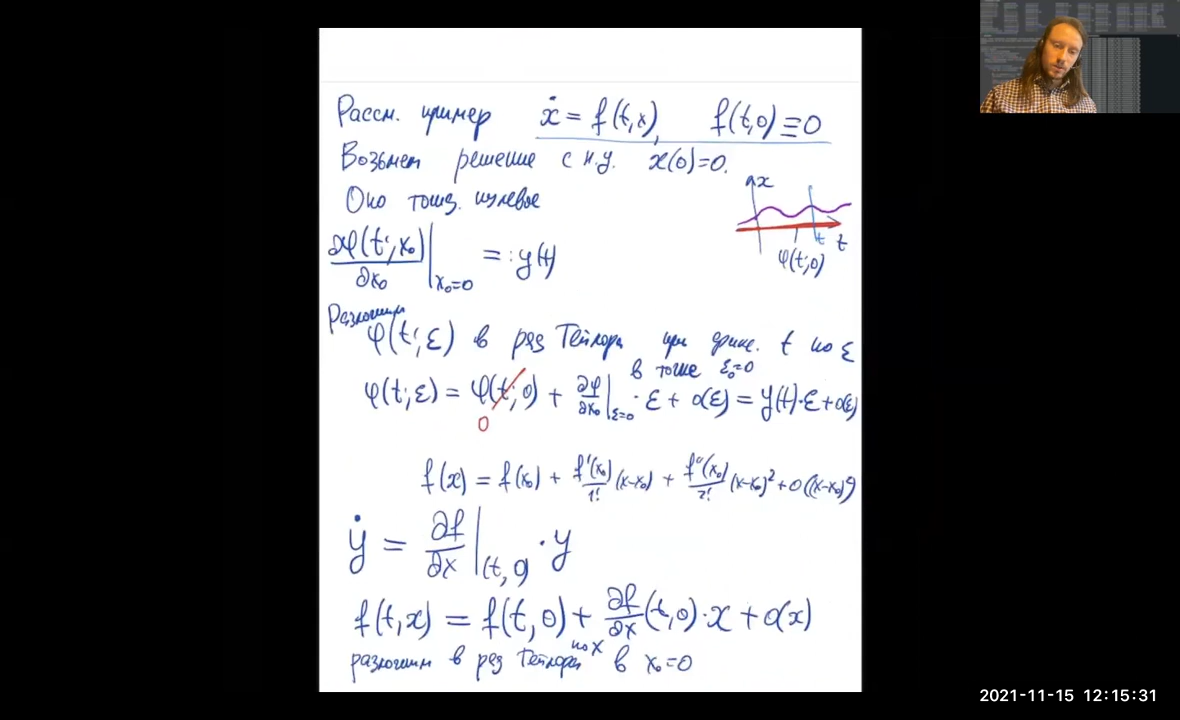 Рассм. пример ẋ = f(t,x), f(t,0) ≡ 0
Возьмем решение с н.у. x(0)=0.
Оно тожд. нулевое
x
t
t
φ(t;0)
∂φ(t;x₀)/∂x₀ |x₀=0 =: y(t)
Разложим
φ(t;ε) в ряд Тейлора при фикс. t по ε
в точке ε₀=0
φ(t;ε) = φ(t;0) + ∂φ/∂x₀ |ε=0 · ε + o(ε) = y(t)·ε + o(ε)
0
f(x) = f(x₀) + f'(x₀)/1! (x-x₀) + f''(x₀)/2! (x-x₀)² + o((x-x₀)²)
ẏ = ∂f/∂x |(t,0) · y
f(t,x) = f(t,0) + ∂f/∂x (t,0)·x + o(x)
разложим в ряд Тейлора по x в x₀=0
2021-11-15 12:15:31